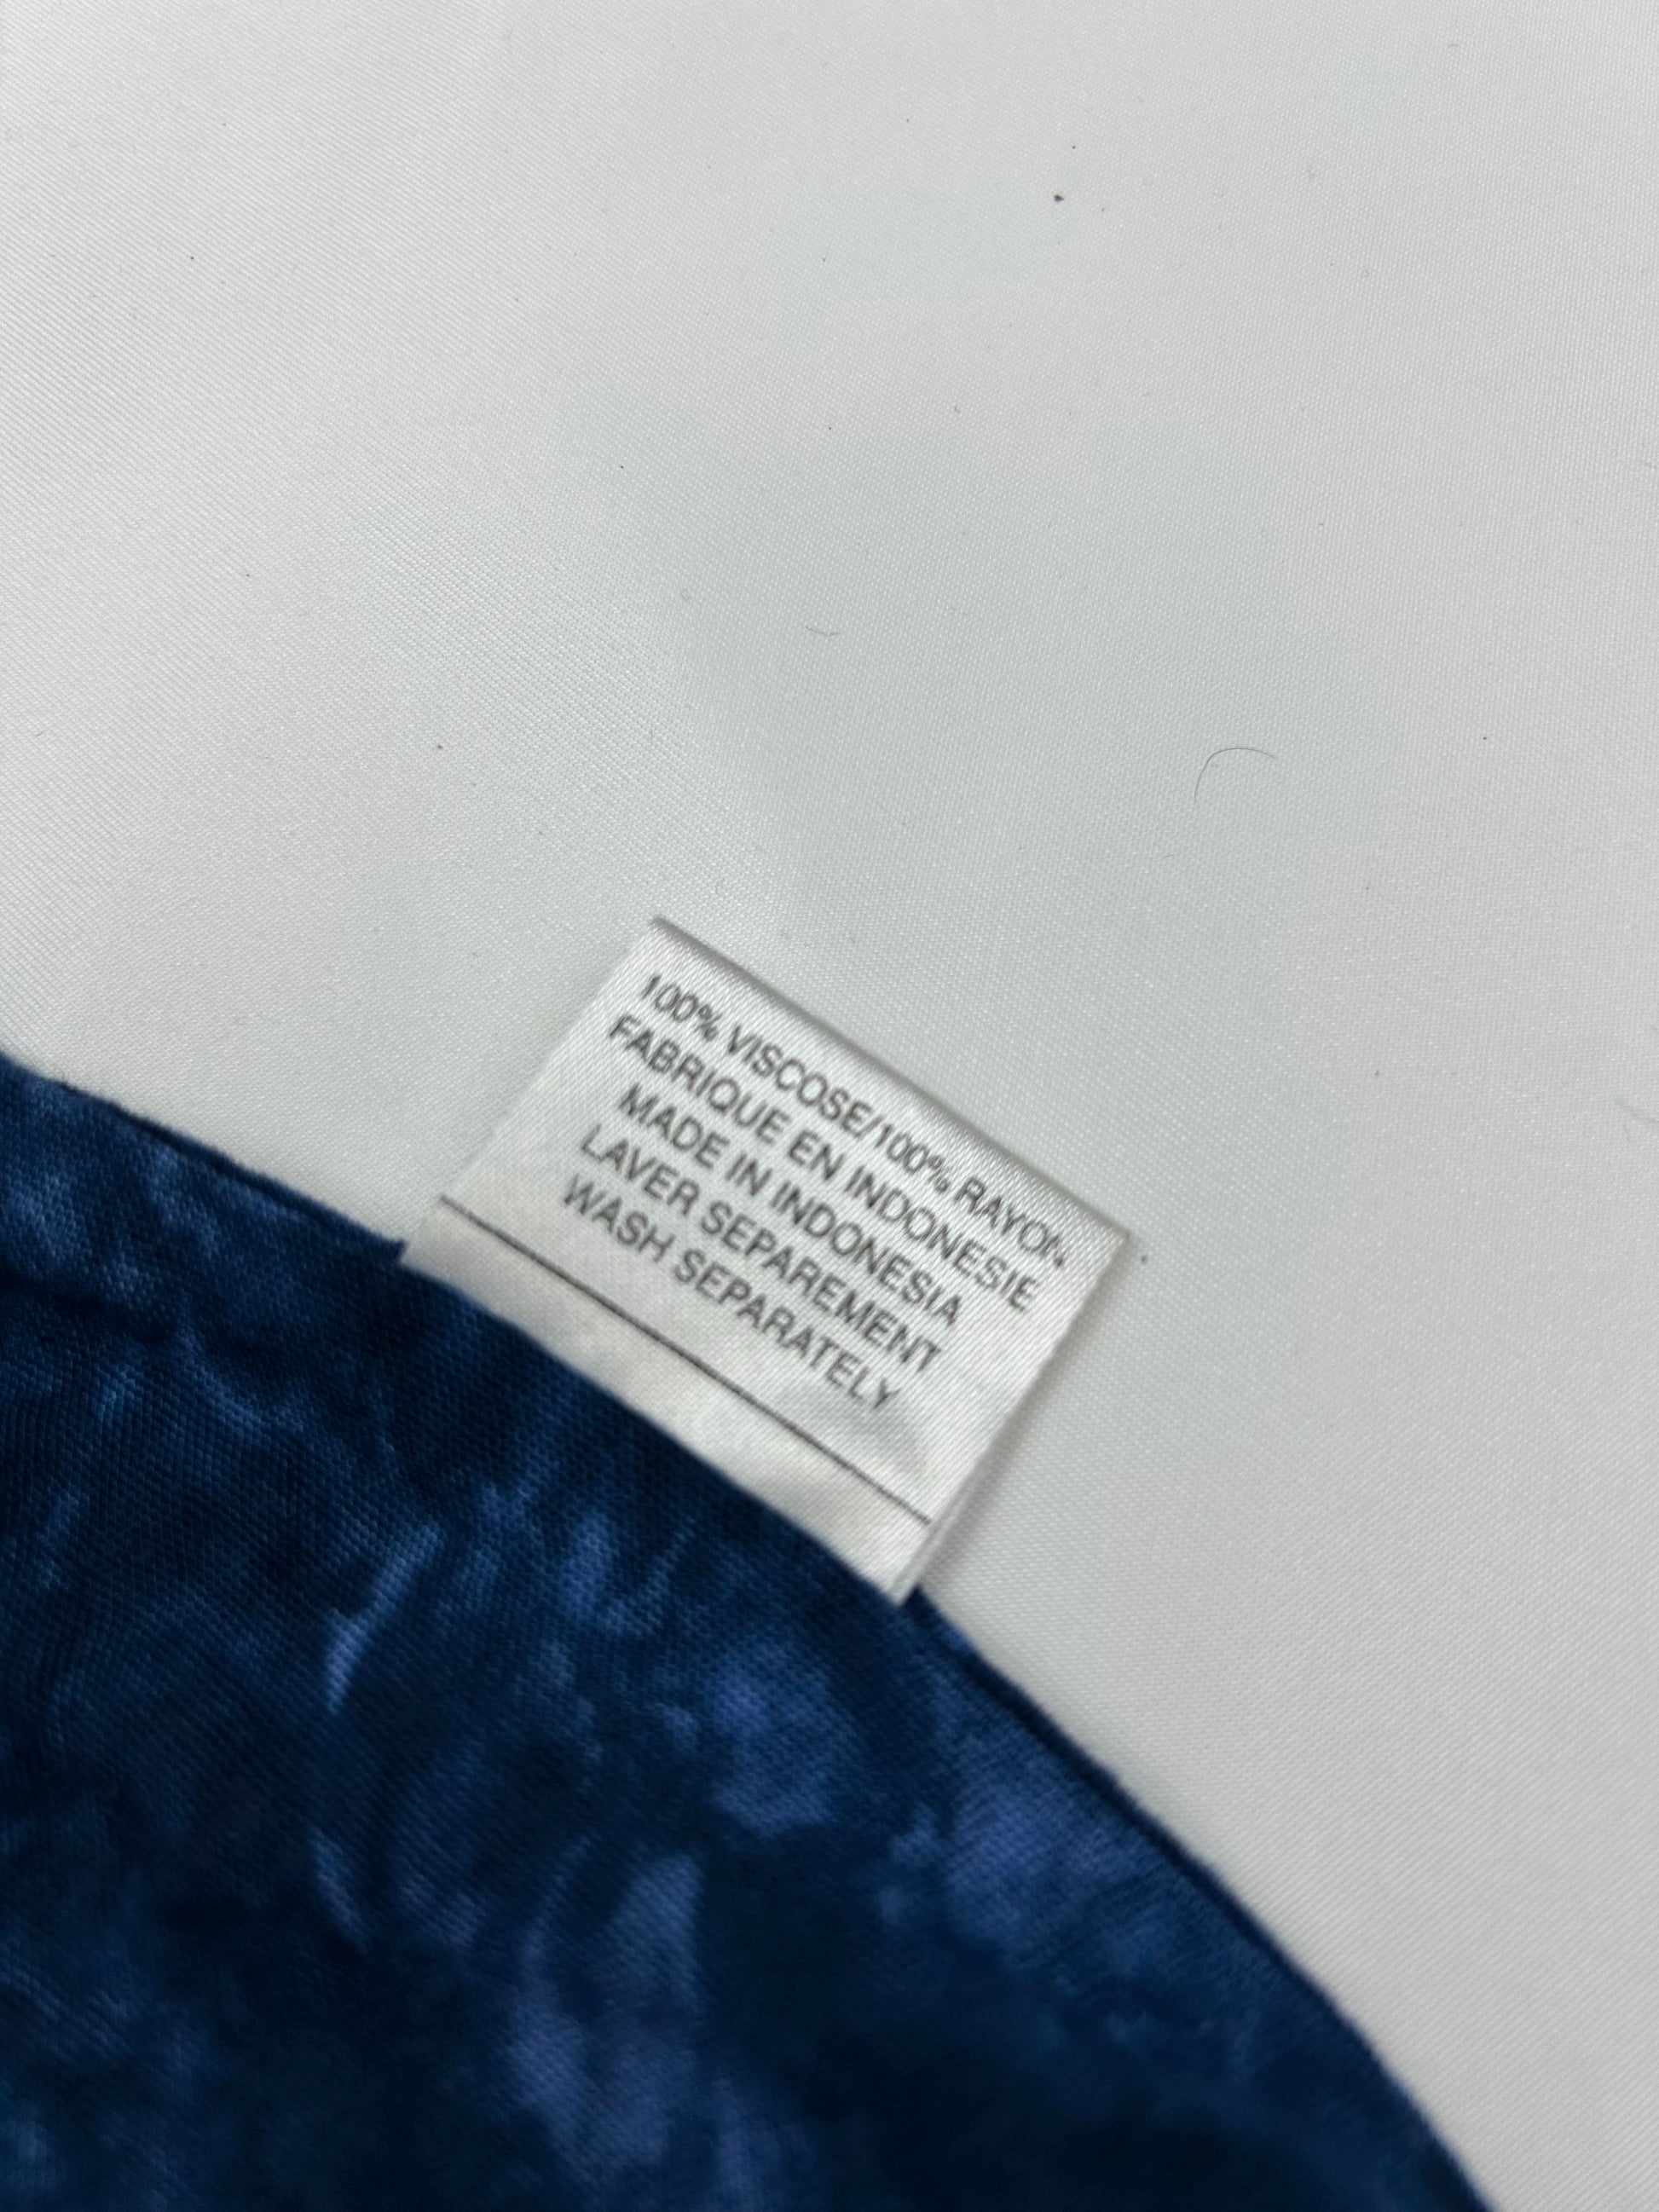 100% VISCOSE/100% RAYON
FABRIQUE EN INDONESIE
MADE IN INDONESIA
LAVER SEPAREMENT
WASH SEPARATELY